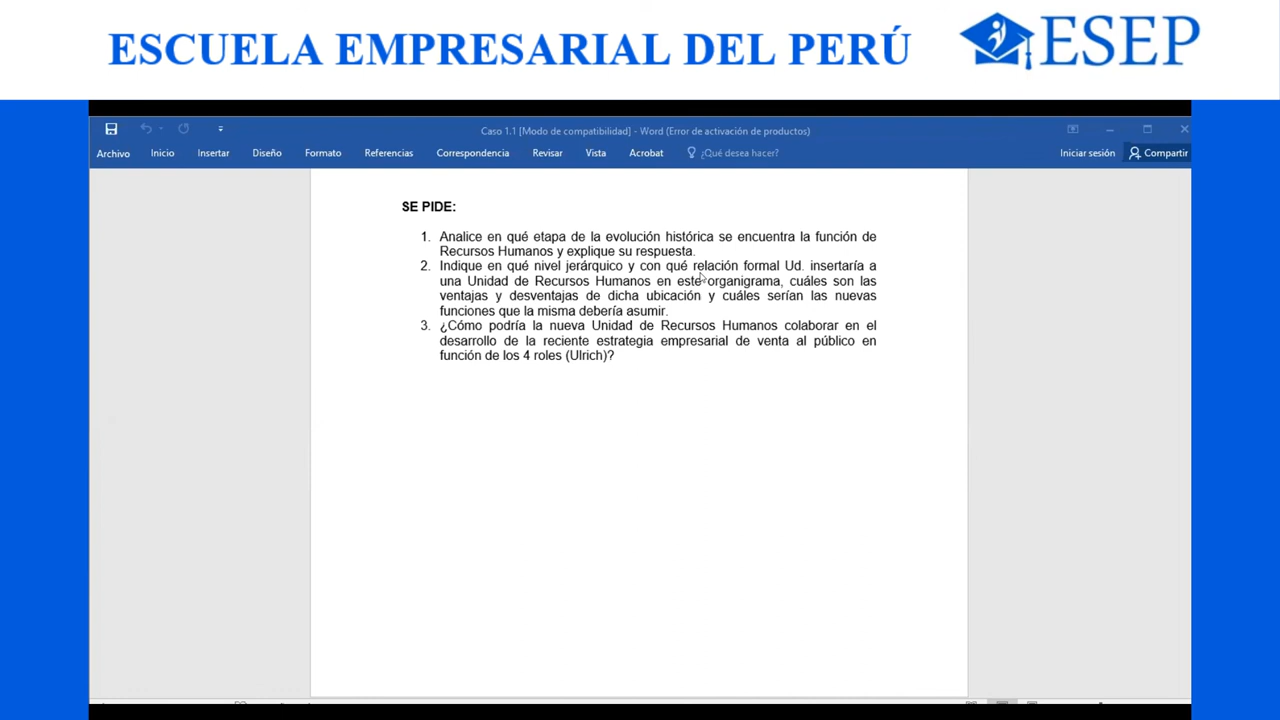 ESCUELA EMPRESARIAL DEL PERÚ
ESEP
Caso 1.1 [Modo de compatibilidad] - Word (Error de activación de productos)
Archivo Inicio Insertar Diseño Formato Referencias Correspondencia Revisar Vista Acrobat ¿Qué desea hacer? Iniciar sesión Compartir
SE PIDE:
1. Analice en qué etapa de la evolución histórica se encuentra la función de
Recursos Humanos y explique su respuesta.
2. Indique en qué nivel jerárquico y con qué relación formal Ud. insertaría a
una Unidad de Recursos Humanos en este organigrama, cuáles son las
ventajas y desventajas de dicha ubicación y cuáles serían las nuevas
funciones que la misma debería asumir.
3. ¿Cómo podría la nueva Unidad de Recursos Humanos colaborar en el
desarrollo de la reciente estrategia empresarial de venta al público en
función de los 4 roles (Ulrich)?